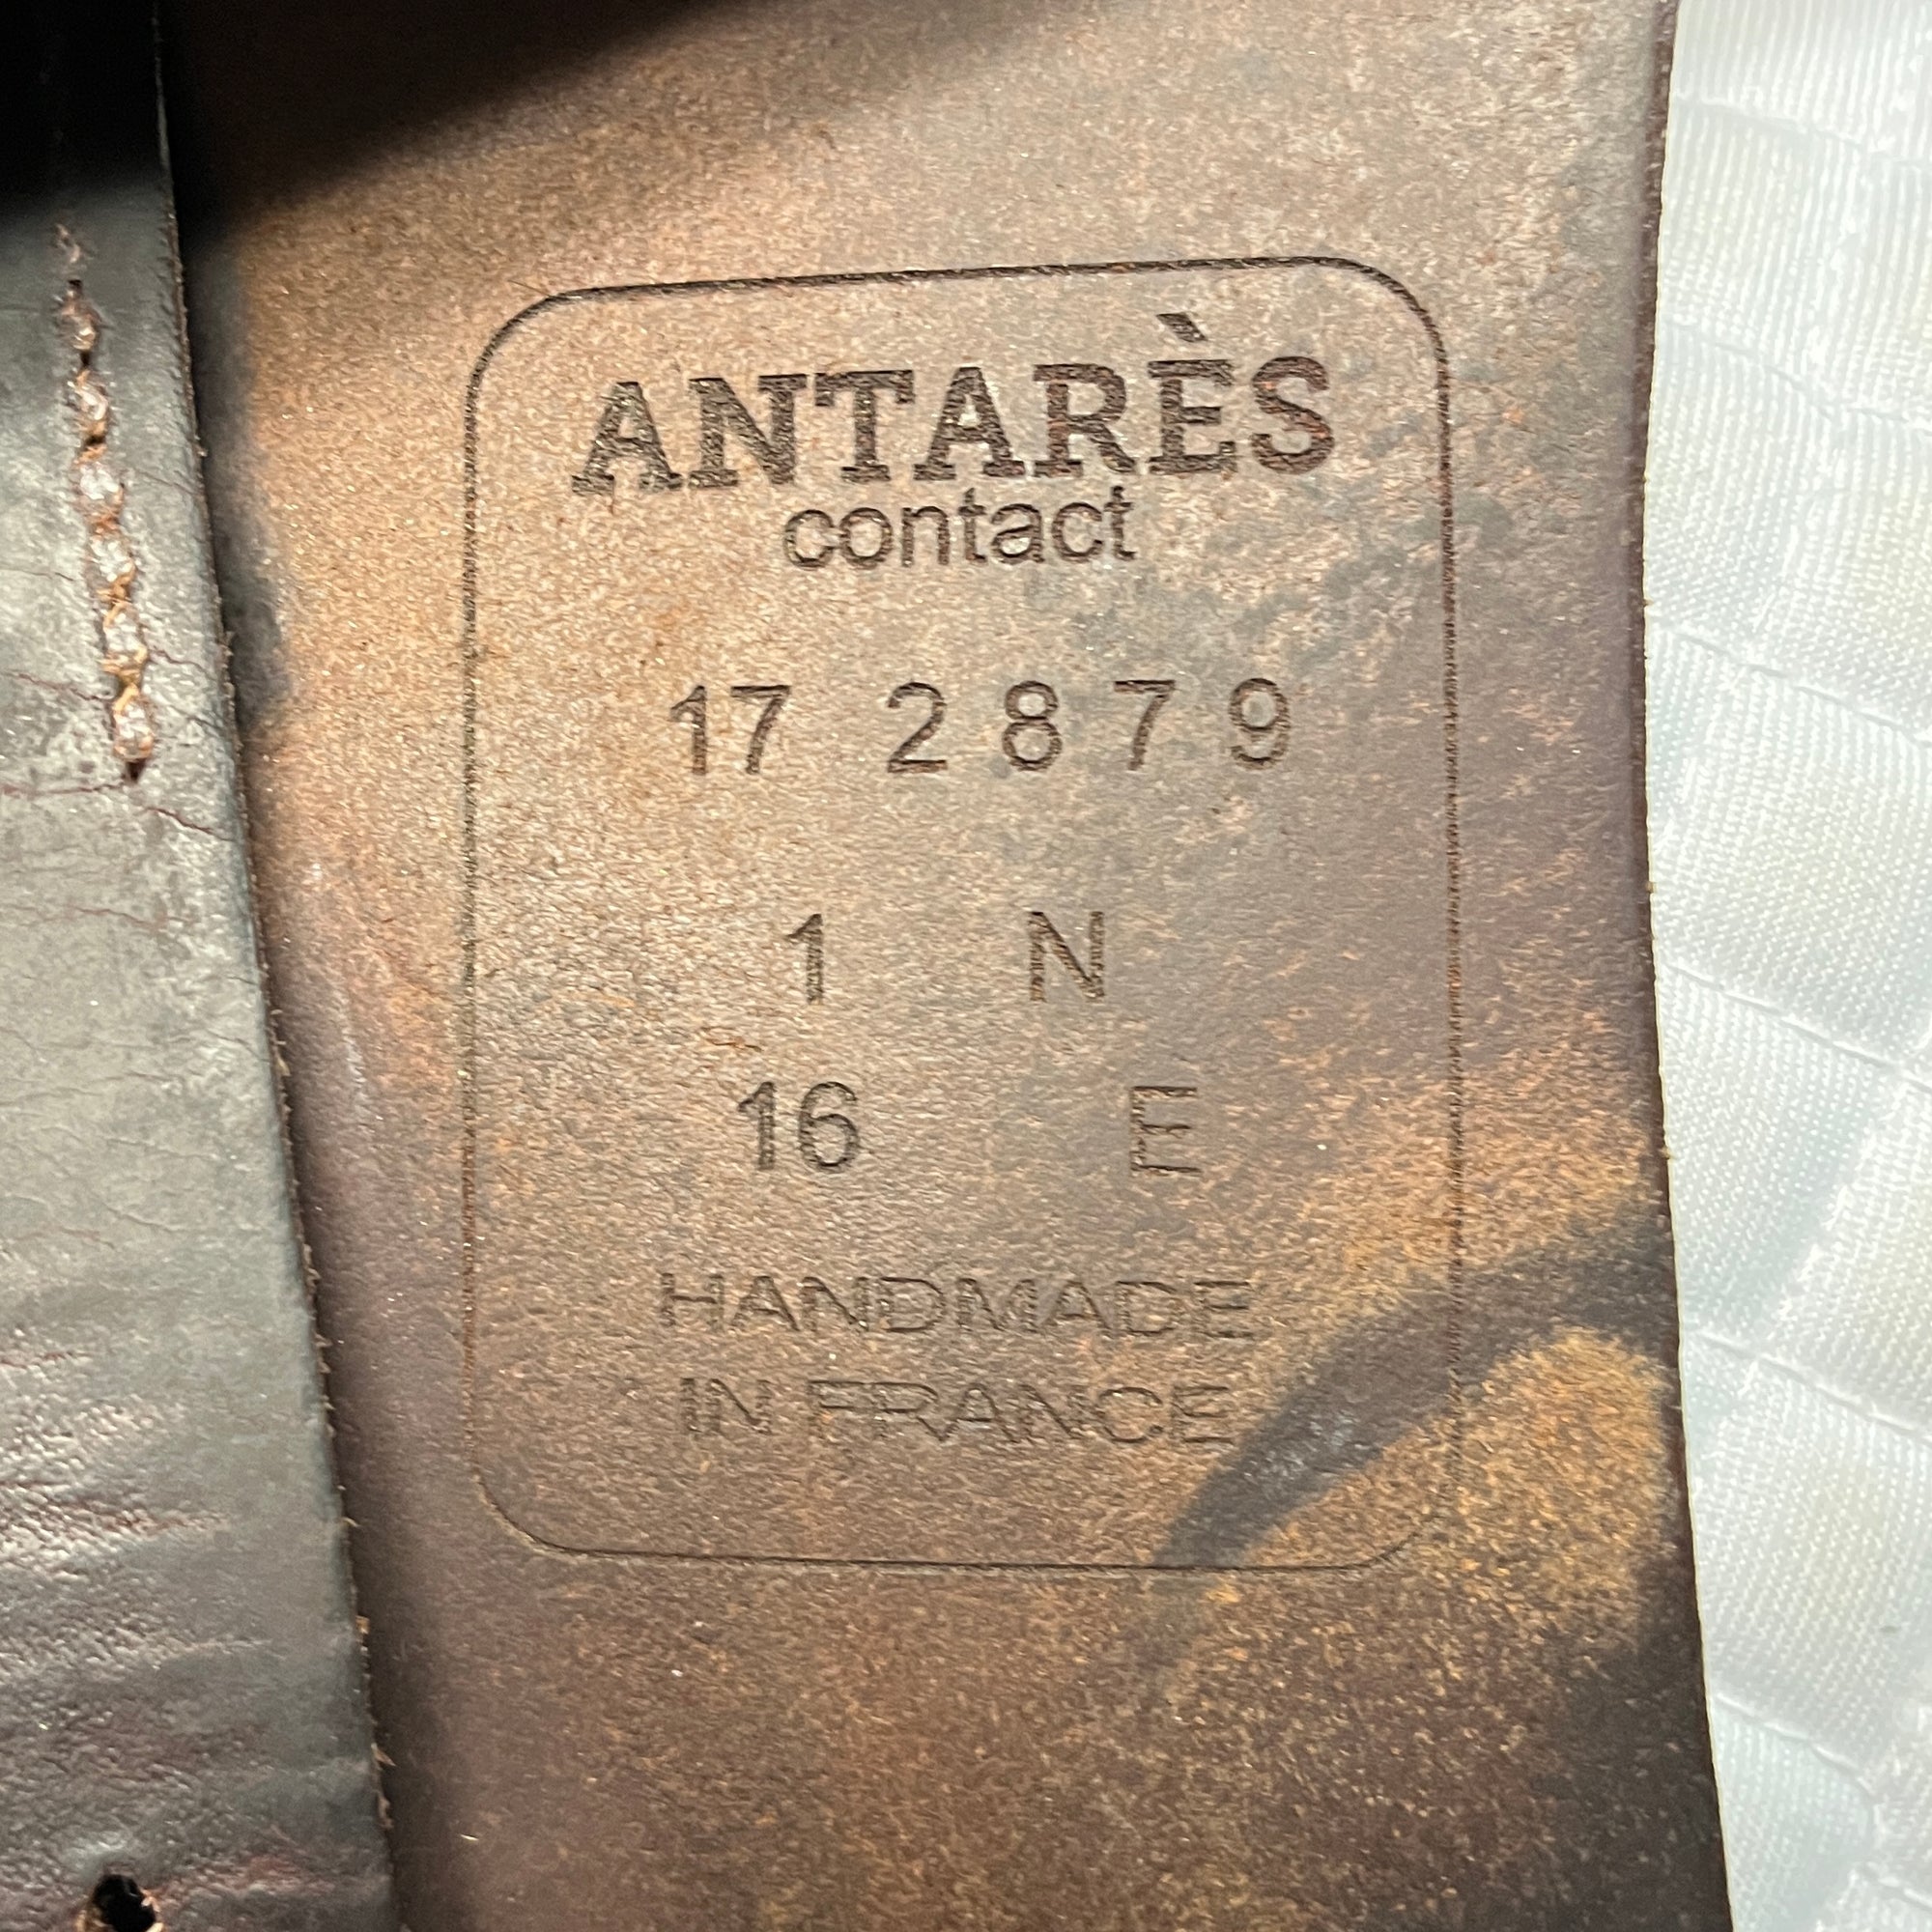 ANTARÈS
contact
17 2879
1 N
16 E
HANDMADE
IN FRANCE